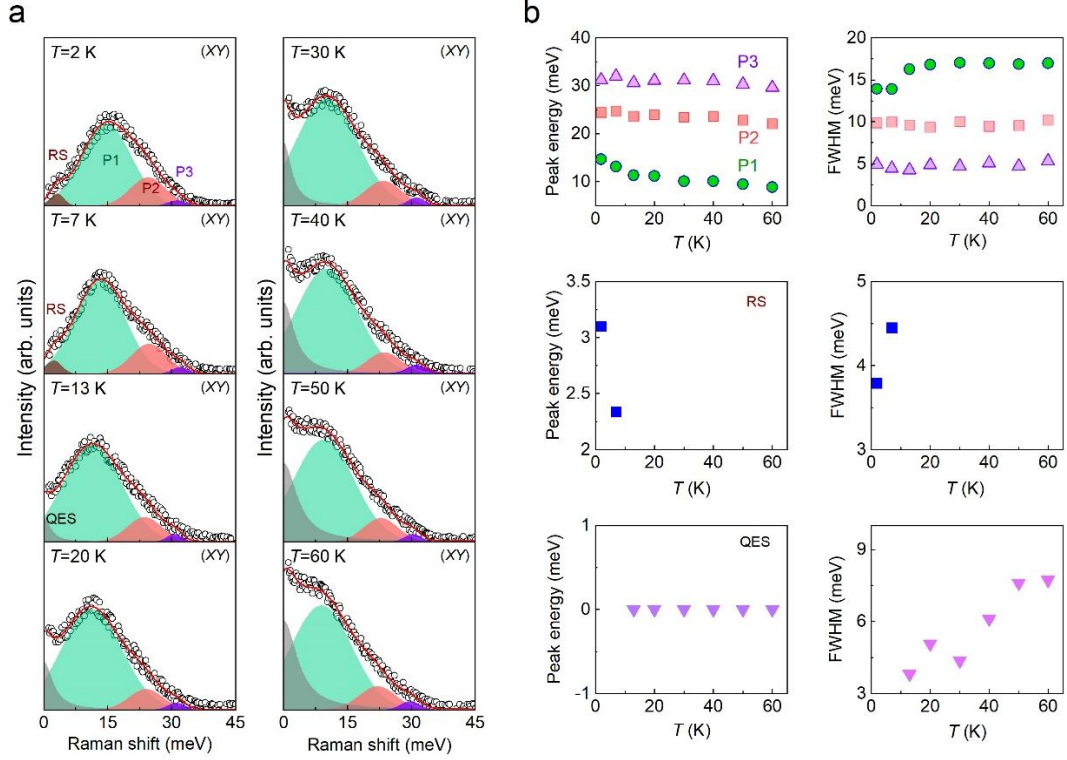 a
T=2 K (XY)
RS
P1
P2
P3
T=7 K (XY)
RS
T=13 K (XY)
QES
T=20 K (XY)
0 15 30 45
Raman shift (meV)
Intensity (arb. units)
T=30 K (XY)
T=40 K (XY)
T=50 K (XY)
T=60 K (XY)
0 15 30 45
Raman shift (meV)
Intensity (arb. units)
b
Peak energy (meV)
40
30
20
10
P3
P2
P1
0 20 40 60
T (K)
FWHM (meV)
20
15
10
5
0
0 20 40 60
T (K)
Peak energy (meV)
3.5
3
2.5
2
RS
0 20 40 60
T (K)
FWHM (meV)
5
4
3
0 20 40 60
T (K)
Peak energy (meV)
1
0
-1
QES
0 20 40 60
T (K)
FWHM (meV)
9
6
3
0 20 40 60
T (K)